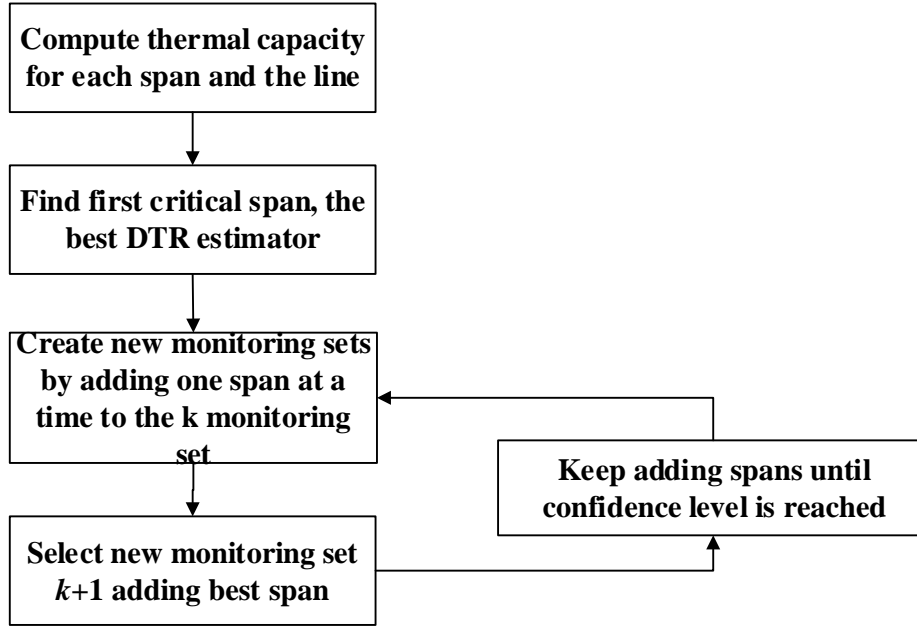 Compute thermal capacity
for each span and the line
Find first critical span, the
best DTR estimator
Create new monitoring sets
by adding one span at a
time to the k monitoring
set
Keep adding spans until
confidence level is reached
Select new monitoring set
k+1 adding best span